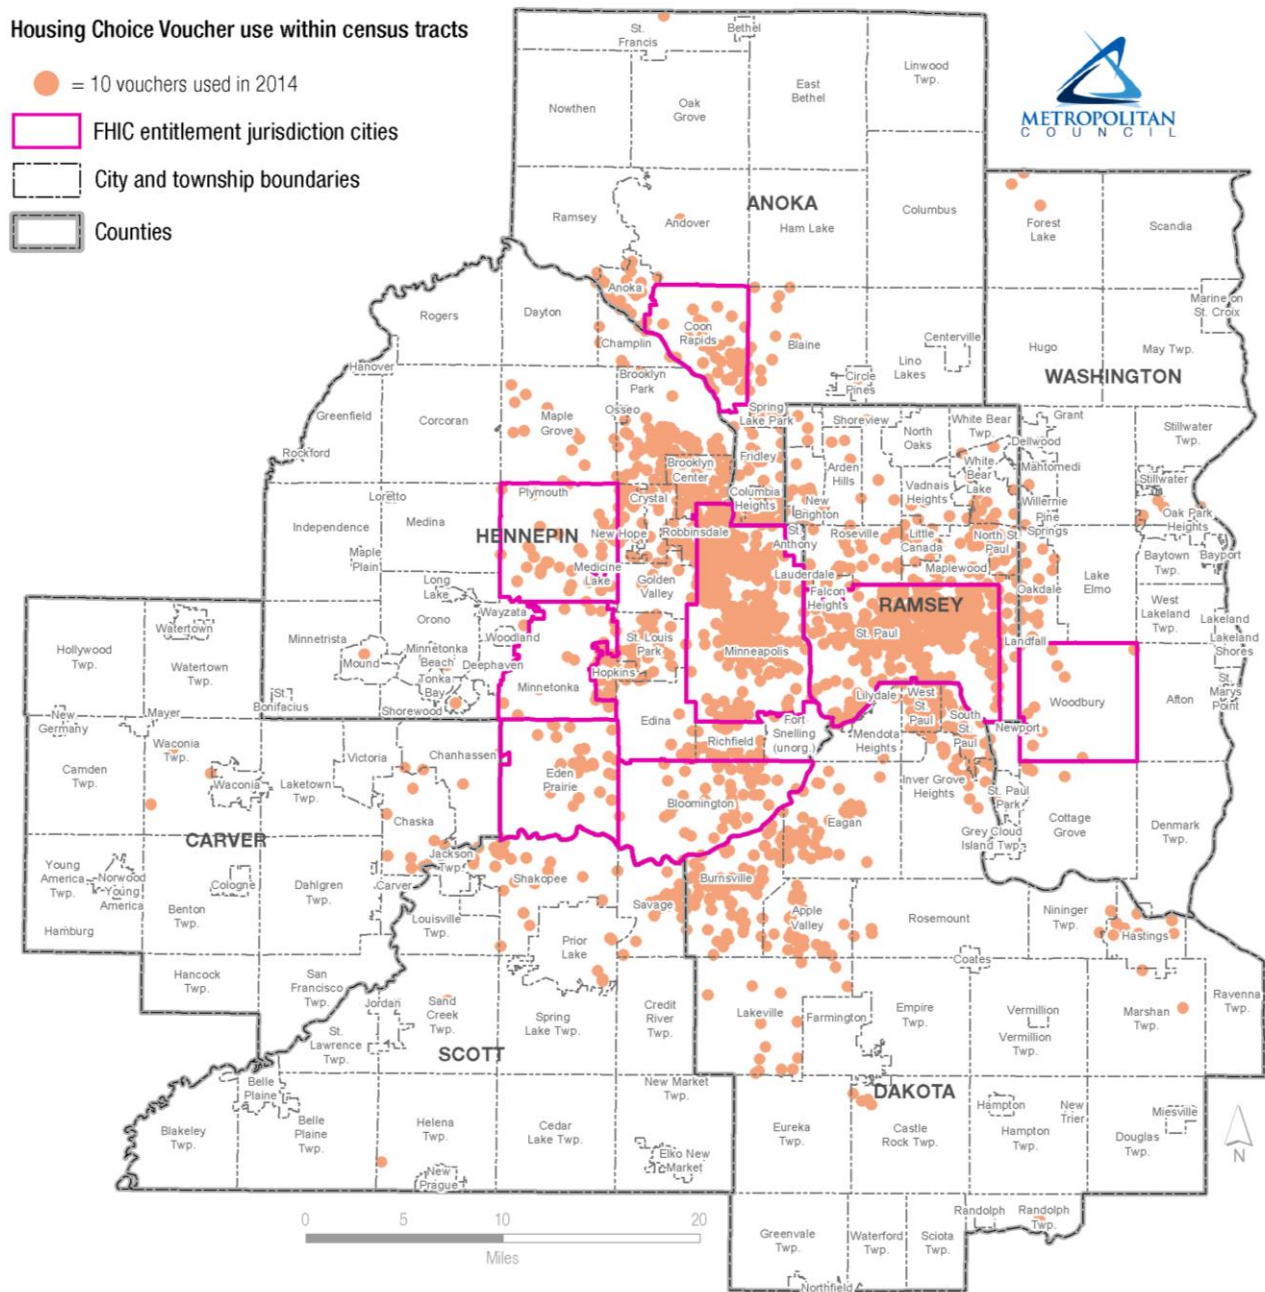 Housing Choice Voucher use within census tracts
= 10 vouchers used in 2014
FHIC entitlement jurisdiction cities
City and township boundaries
Counties
METROPOLITAN
COUNCIL
St.
Francis
Bethel
Linwood
Twp.
Nowthen
Oak
Grove
East
Bethel
Ramsey
Andover
ANOKA
Ham Lake
Columbus
Forest
Lake
Scandia
Anoka
Marine on
St. Croix
Rogers
Dayton
Champlin
Coon
Rapids
Blaine
Centerville
Lino
Lakes
Hugo
May Twp.
Hanover
Brooklyn
Park
Circle
Pines
WASHINGTON
Greenfield
Corcoran
Maple
Grove
Osseo
Spring
Lake Park
Shoreview
North
Oaks
White Bear
Twp.
Grant
Dellwood
Stillwater
Twp.
Rockford
Fridley
Brooklyn
Center
Arden
Hills
White
Bear
Lake
Mahtomedi
Stillwater
Loretto
Plymouth
Crystal
Columbia
Heights
New
Brighton
Vadnais
Heights
Willernie
Pine
Springs
Oak Park
Heights
Independence
Medina
HENNEPIN
New Hope
Robbinsdale
St.
Anthony
Roseville
Little
Canada
North St.
Paul
Maple
Plain
Medicine
Lake
Golden
Valley
Lauderdale
Falcon
Heights
Maplewood
Oakdale
Lake
Elmo
Baytown
Twp.
Bayport
Long
Lake
Orono
Wayzata
RAMSEY
West
Lakeland
Twp.
Hollywood
Twp.
Watertown
Watertown
Twp.
Minnetrista
Mound
Minnetonka
Beach
Woodland
Tonka
Bay
Deephaven
St. Louis
Park
Hopkins
Minneapolis
St. Paul
Landfall
Lakeland
Lakeland
Shores
St.
Marys
Point
St.
Bonifacius
Shorewood
Minnetonka
Lilydale
West
St.
Paul
Woodbury
Afton
New
Germany
Mayer
Edina
Richfield
Fort
Snelling
(unorg.)
Mendota
Heights
South
St.
Paul
Newport
Camden
Twp.
Waconia
Twp.
Waconia
Laketown
Twp.
Victoria
Chanhassen
Eden
Prairie
Bloomington
Inver Grove
Heights
St. Paul
Park
Chaska
Eagan
Grey Cloud
Island Twp.
Cottage
Grove
Denmark
Twp.
CARVER
Young
America
Twp.
Norwood
Young
America
Cologne
Dahlgren
Twp.
Carver
Jackson
Twp.
Shakopee
Burnsville
Hamburg
Benton
Twp.
Louisville
Twp.
Savage
Apple
Valley
Rosemount
Nininger
Twp.
Hastings
Prior
Lake
Coates
Hancock
Twp.
San
Francisco
Twp.
Jordan
Sand
Creek
Twp.
Spring
Lake Twp.
Credit
River
Twp.
Lakeville
Farmington
Empire
Twp.
Vermillion
Vermillion
Twp.
Marshan
Twp.
Ravenna
Twp.
St.
Lawrence
Twp.
SCOTT
Belle
Plaine
New Market
Twp.
DAKOTA
Blakeley
Twp.
Belle
Plaine
Twp.
Helena
Twp.
Cedar
Lake Twp.
Elko New
Market
Eureka
Twp.
Castle
Rock Twp.
Hampton
Hampton
Twp.
New
Trier
Miesville
Douglas
Twp.
New
Prague
N
0
5
10
20
Miles
Greenvale
Twp.
Waterford
Twp.
Sciota
Twp.
Randolph
Randolph
Twp.
Northfield